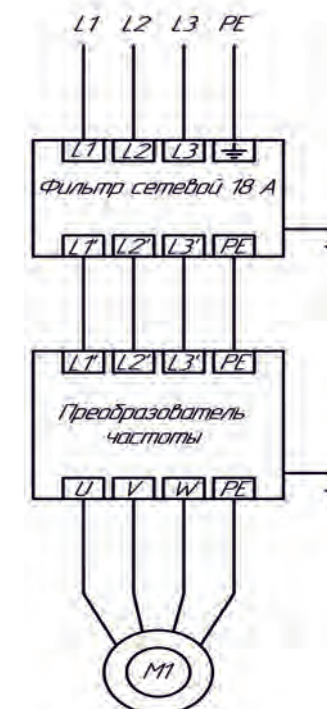 L1 L2 L3 PE
L1 L2 L3
Фильтр сетевой 18 А
L1' L2' L3' PE
L1' L2' L3' PE
Преобразователь
частоты
U V W PE
M1